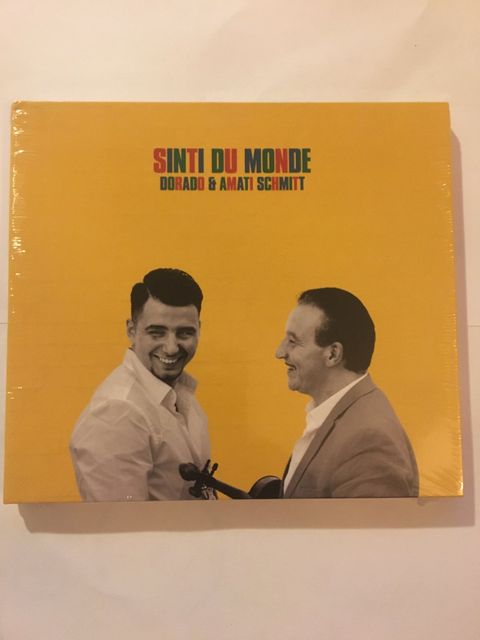 SINTI DU MONDE
DORADO & AMATI SCHMITT